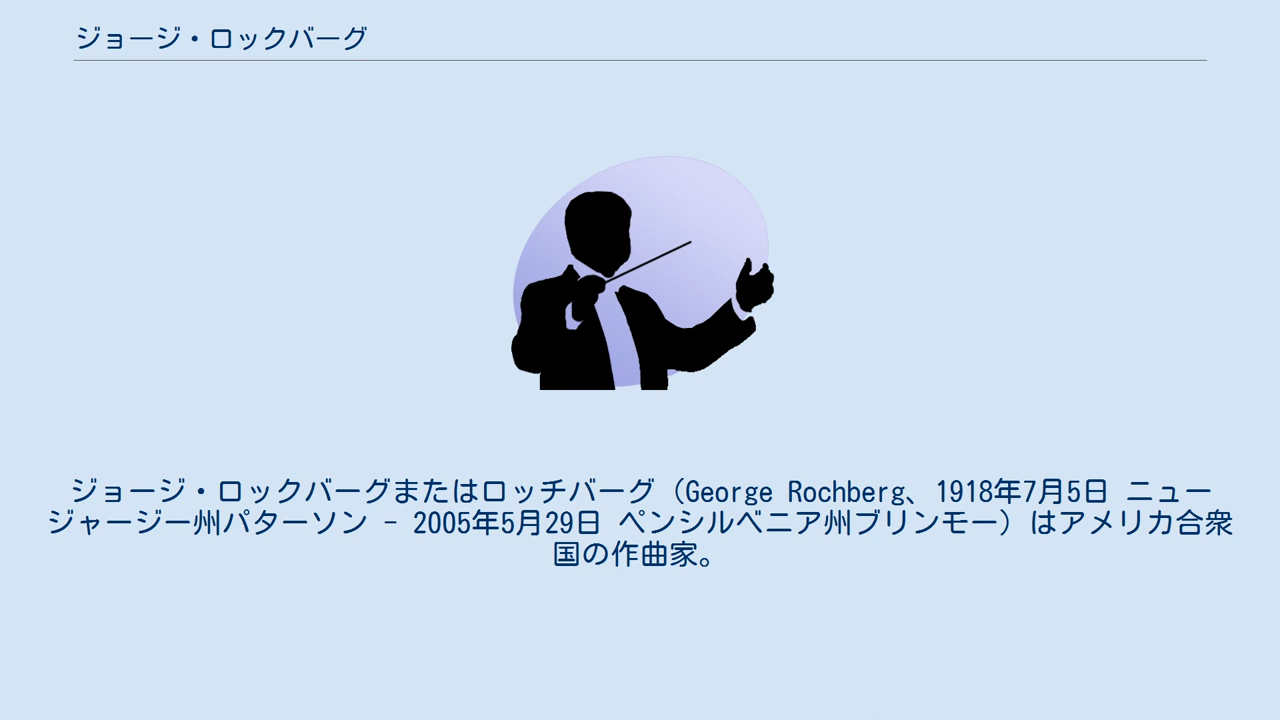 ジョージ・ロックバーグ
ジョージ・ロックバーグまたはロッチバーグ（George Rochberg、1918年7月5日 ニュー
ジャージー州パターソン - 2005年5月29日 ペンシルベニア州ブリンモー）はアメリカ合衆
国の作曲家。